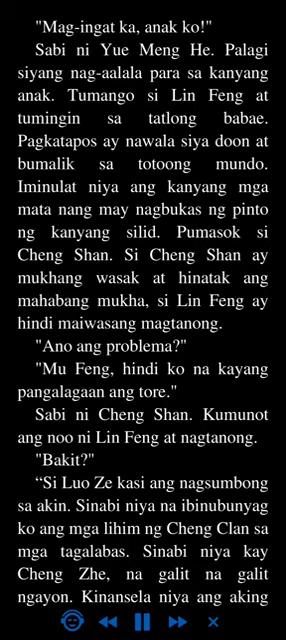 "Mag-ingat ka, anak ko!"
Sabi ni Yue Meng He. Palagi
siyang nag-aalala para sa kanyang
anak. Tumango si Lin Feng at
tumingin sa tatlong babae.
Pagkatapos ay nawala siya doon at
bumalik sa totoong mundo.
Iminulat niya ang kanyang mga
mata nang may nagbukas ng pinto
ng kanyang silid. Pumasok si
Cheng Shan. Si Cheng Shan ay
mukhang wasak at hinatak ang
mahabang mukha, si Lin Feng ay
hindi maiwasang magtanong.
"Ano ang problema?"
"Mu Feng, hindi ko na kayang
pangalagaan ang tore."
Sabi ni Cheng Shan. Kumunot
ang noo ni Lin Feng at nagtanong.
"Bakit?"
“Si Luo Ze kasi ang nagsumbong
sa akin. Sinabi niya na ibinubunyag
ko ang mga lihim ng Cheng Clan sa
mga tagalabas. Sinabi niya kay
Cheng Zhe, na galit na galit
ngayon. Kinansela niya ang aking